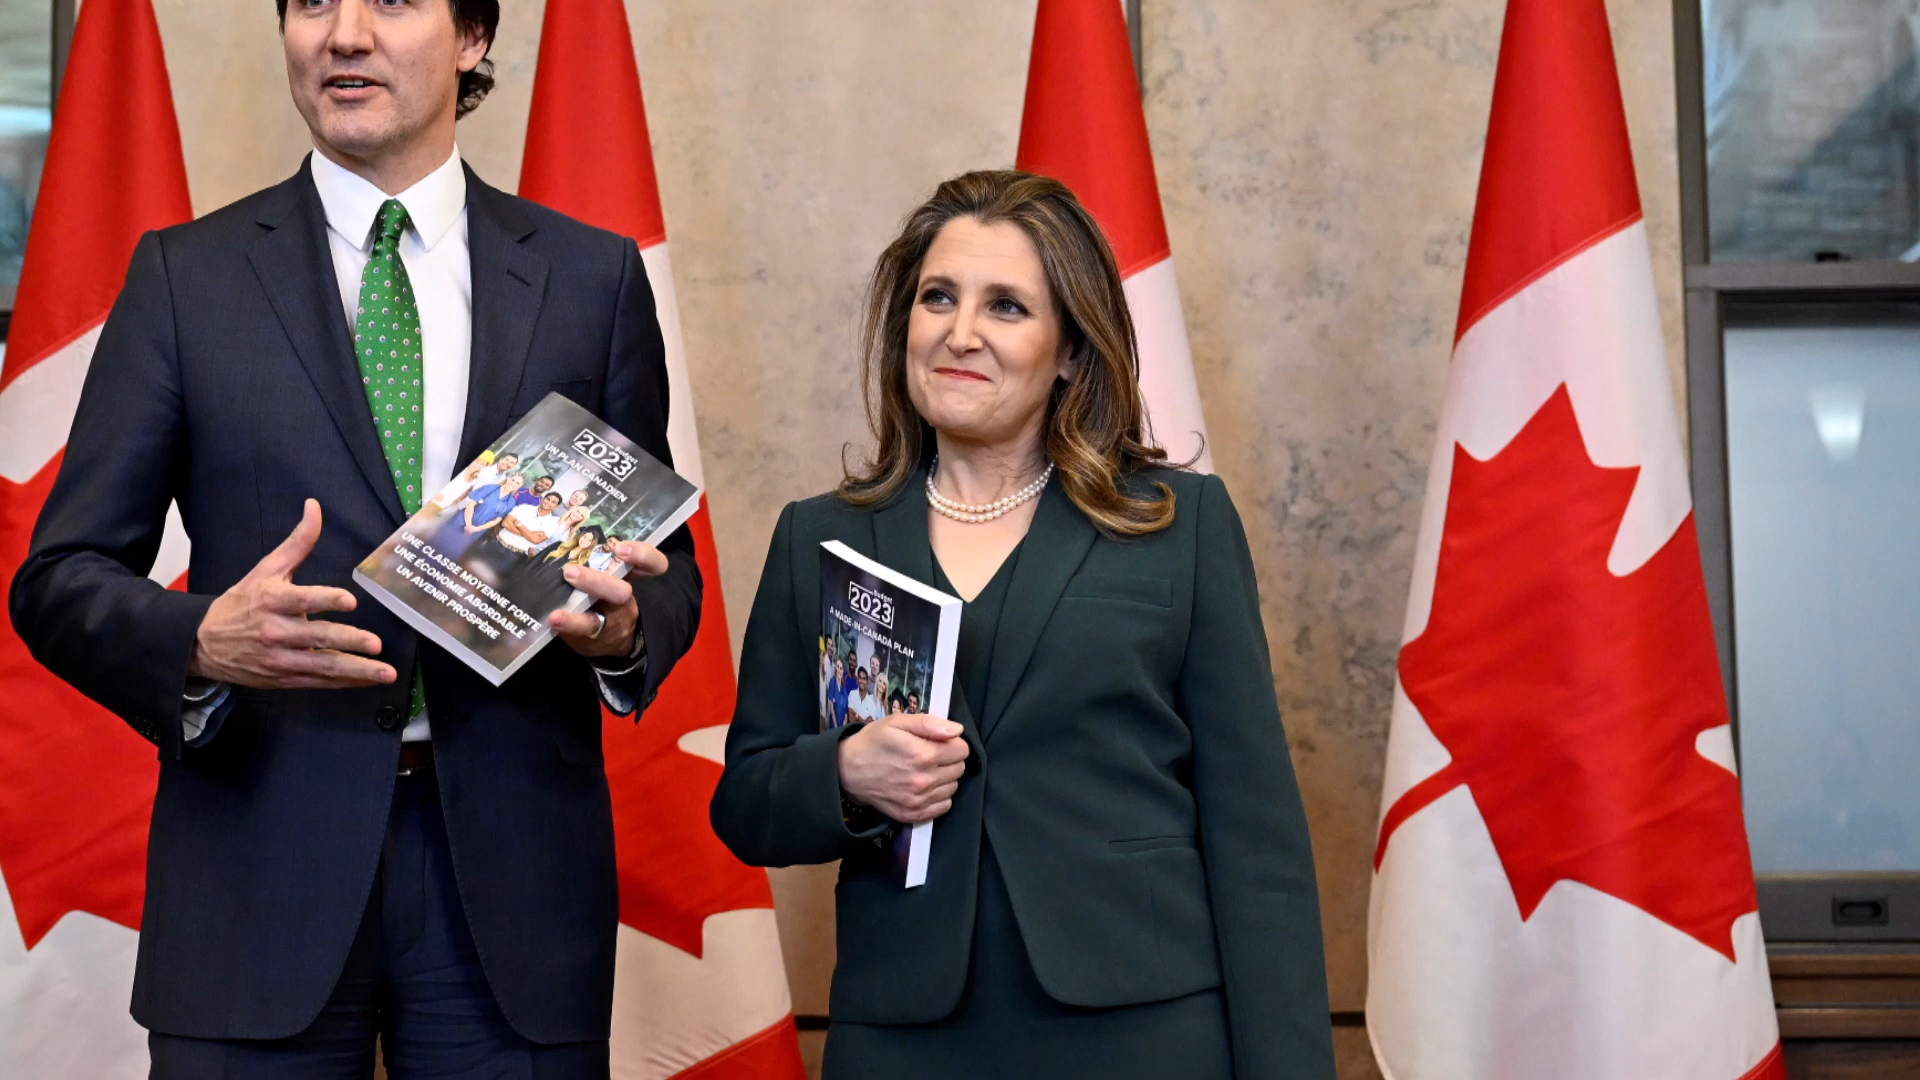 Budget
2023
UN PLAN CANADIEN
UNE CLASSE MOYENNE FORTE
UNE ÉCONOMIE ABORDABLE
UN AVENIR PROSPÈRE
Budget
2023
A MADE-IN-CANADA PLAN